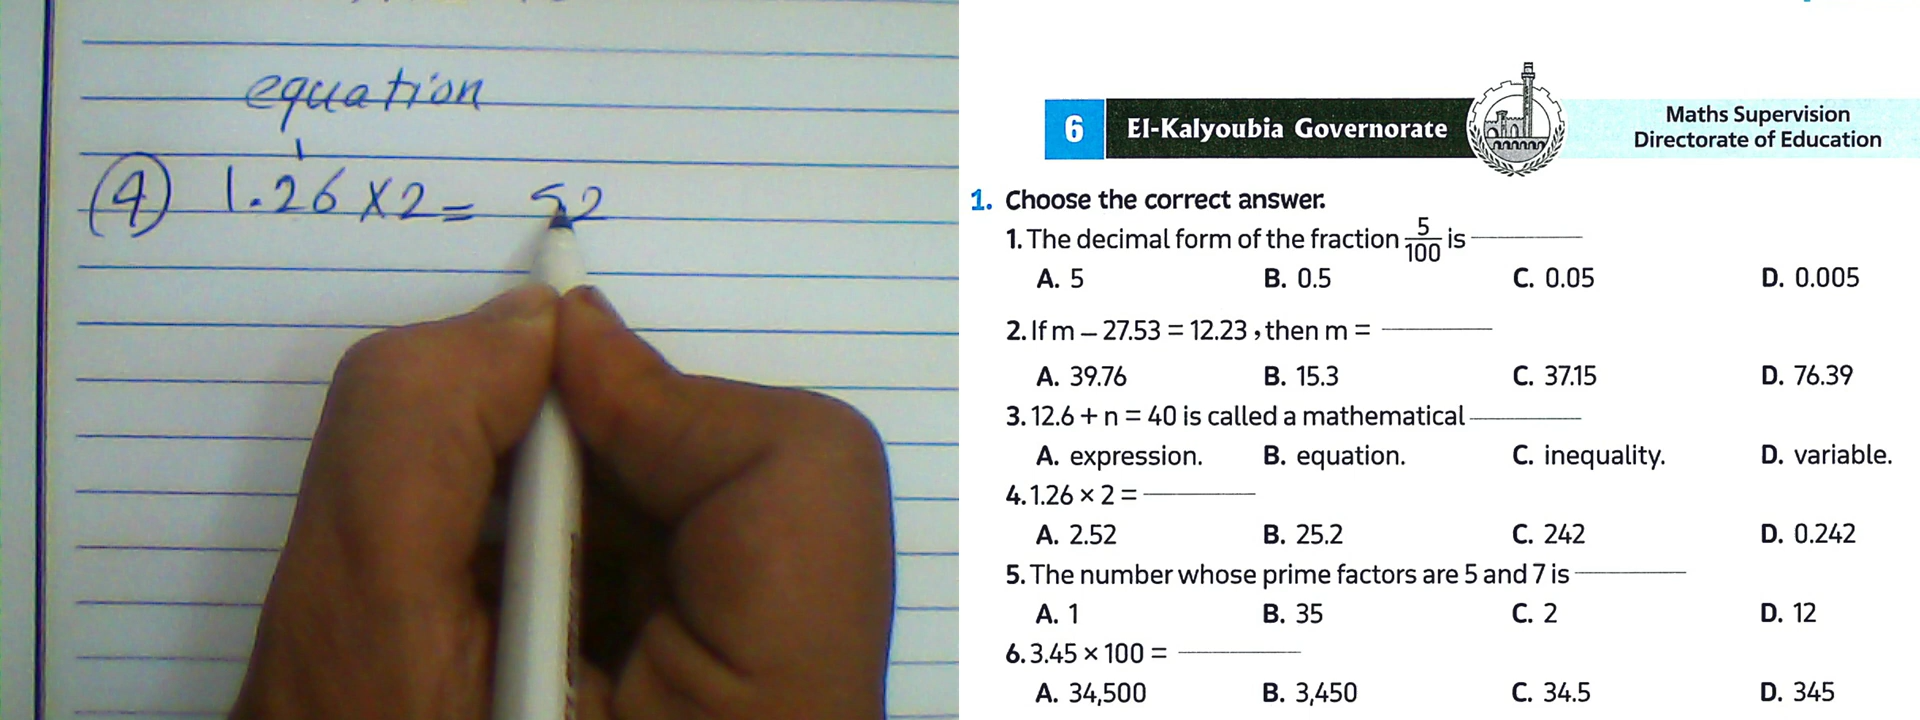 equation
④ 1.26 X 2 = 52
6 El-Kalyoubia Governorate
Maths Supervision
Directorate of Education
1. Choose the correct answer.
1. The decimal form of the fraction 5/100 is ————
A. 5 B. 0.5 C. 0.05 D. 0.005
2. If m – 27.53 = 12.23 , then m = ————
A. 39.76 B. 15.3 C. 37.15 D. 76.39
3. 12.6 + n = 40 is called a mathematical ————
A. expression. B. equation. C. inequality. D. variable.
4. 1.26 × 2 = ————
A. 2.52 B. 25.2 C. 242 D. 0.242
5. The number whose prime factors are 5 and 7 is ————
A. 1 B. 35 C. 2 D. 12
6. 3.45 × 100 = ————
A. 34,500 B. 3,450 C. 34.5 D. 345